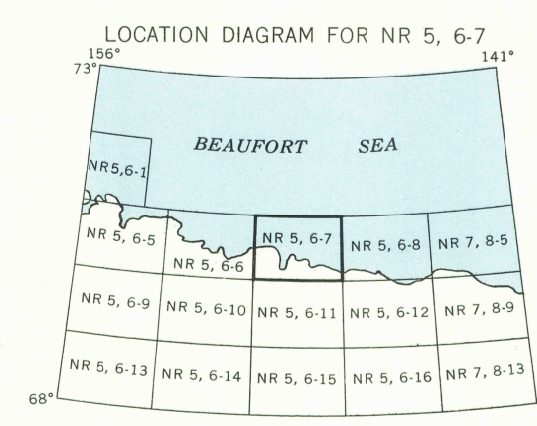 LOCATION DIAGRAM FOR NR 5, 6-7
156° 141°
73°
BEAUFORT SEA
NR5,6-1
NR 5, 6-5 NR 5, 6-6 NR 5, 6-7 NR 5, 6-8 NR 7, 8-5
NR 5, 6-9 NR 5, 6-10 NR 5, 6-11 NR 5, 6-12 NR 7, 8-9
NR 5, 6-13 NR 5, 6-14 NR 5, 6-15 NR 5, 6-16 NR 7, 8-13
68°